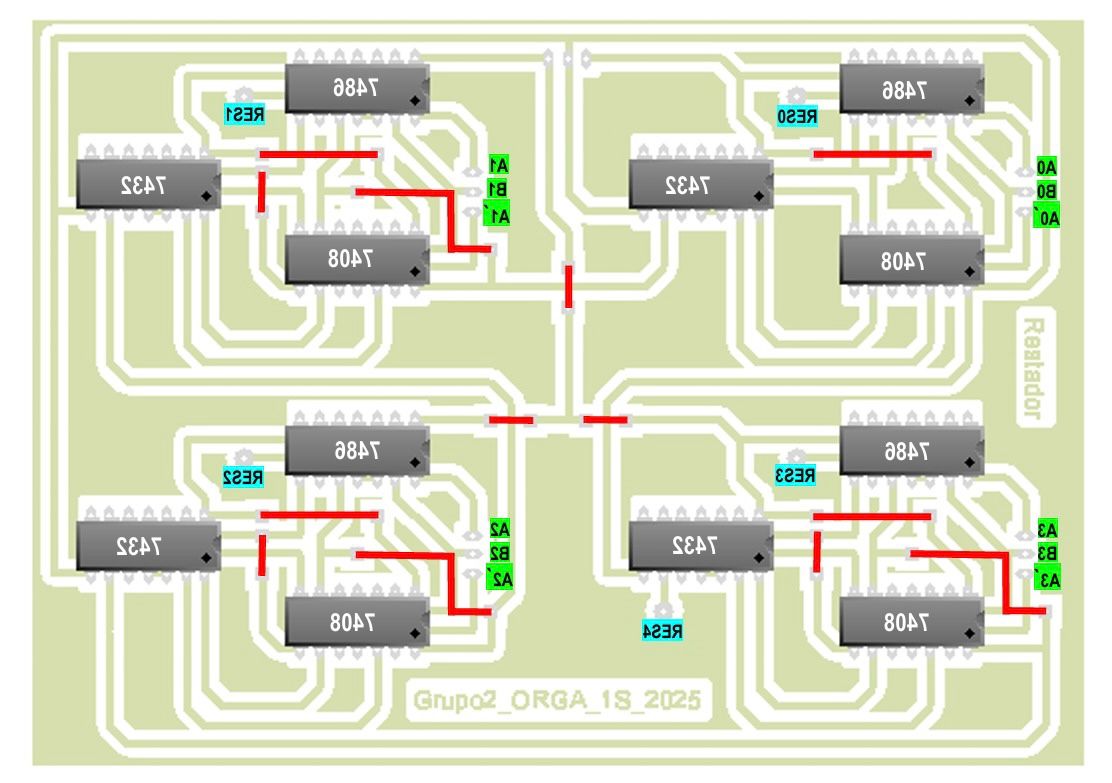 7486
7486
RES1
RES0
A1
B1
A1´
A0
B0
A0´
7432
7432
7408
7408
Restador
7486
7486
RES2
RES3
A2
B2
A2´
A3
B3
A3´
7432
7432
7408
7408
RES4
Grupo2_ORGA_1S_2025